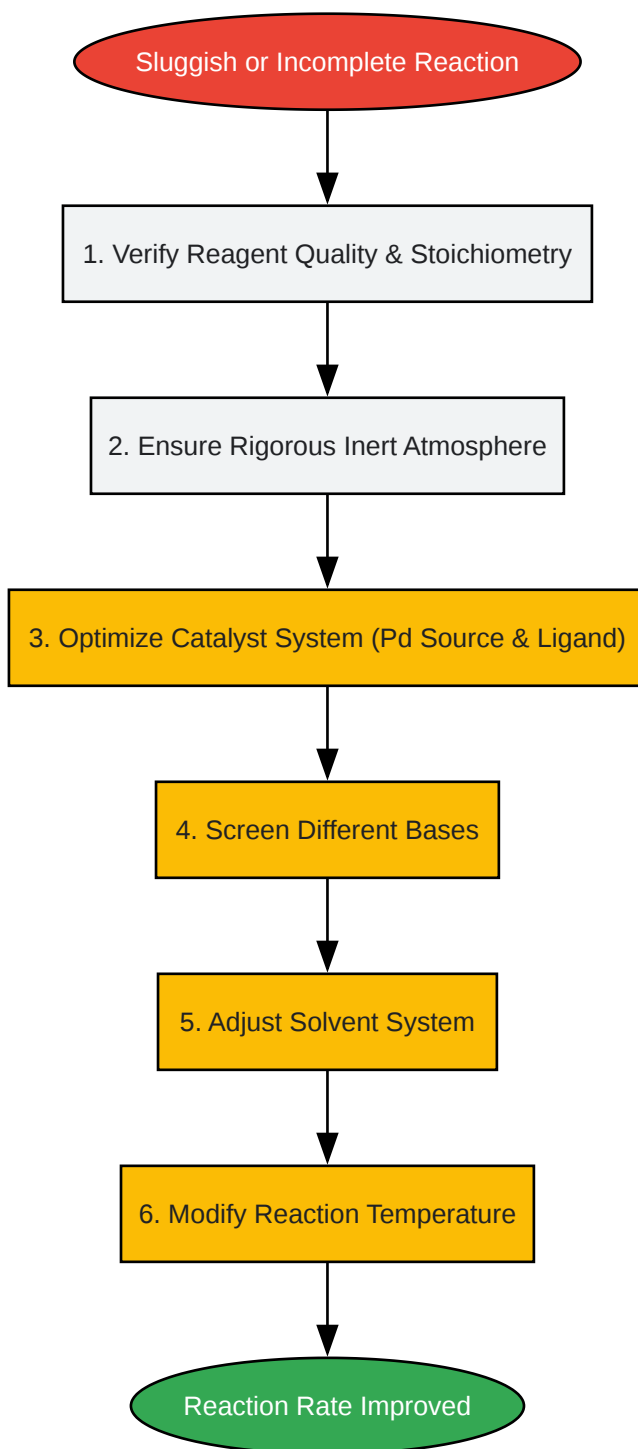 Sluggish or Incomplete Reaction
1. Verify Reagent Quality & Stoichiometry
2. Ensure Rigorous Inert Atmosphere
3. Optimize Catalyst System (Pd Source & Ligand)
4. Screen Different Bases
5. Adjust Solvent System
6. Modify Reaction Temperature
Reaction Rate Improved